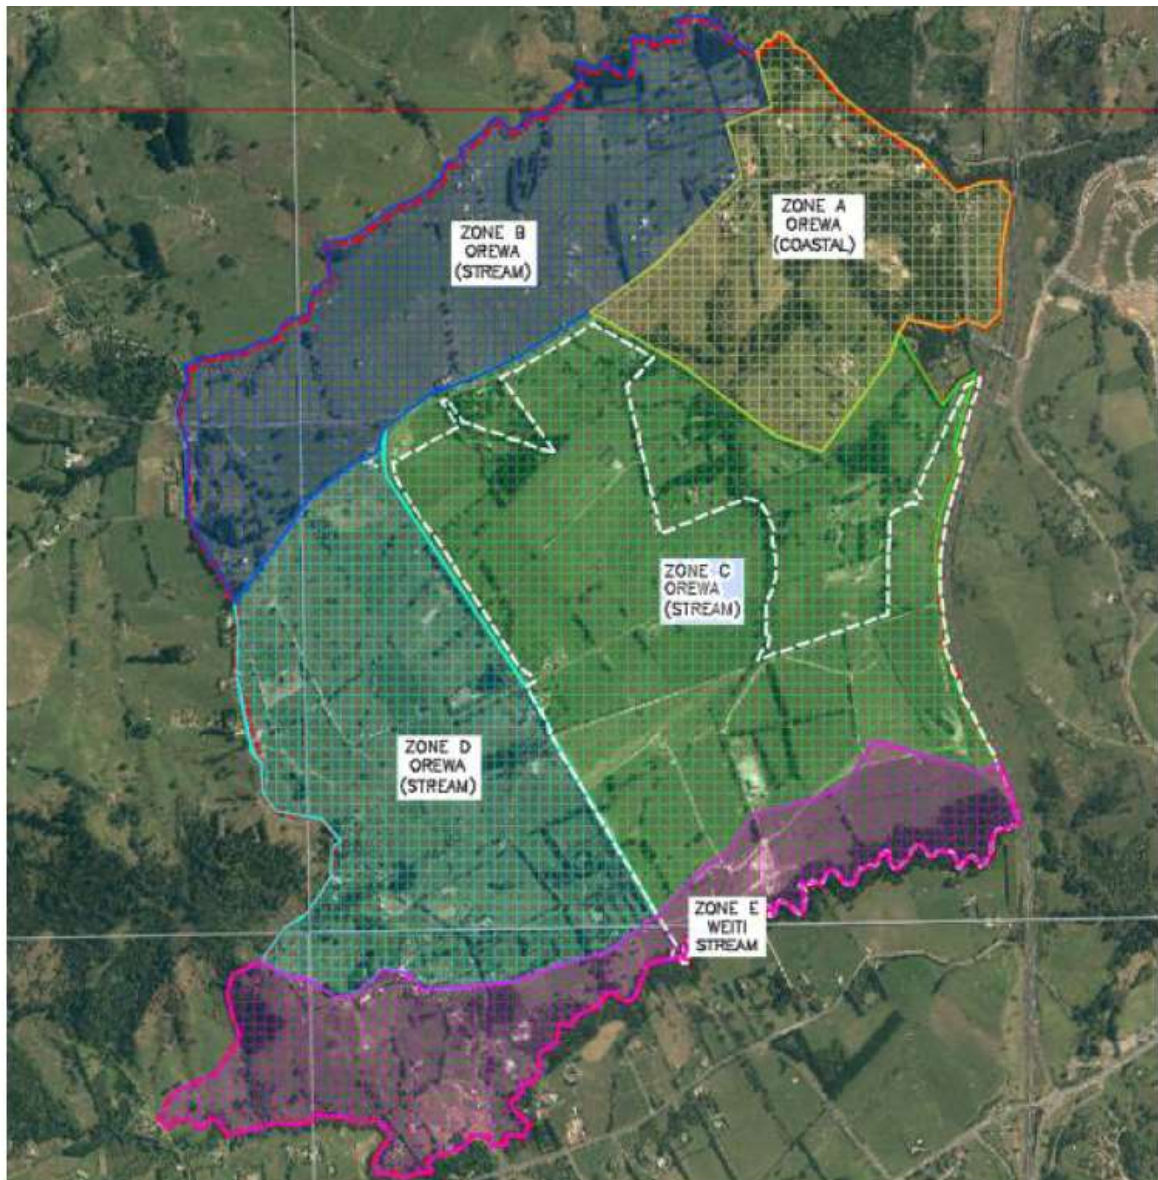 ZONE B
OREWA
(STREAM)
ZONE A
OREWA
(COASTAL)
ZONE C
OREWA
(STREAM)
ZONE D
OREWA
(STREAM)
ZONE E
WEITI
STREAM